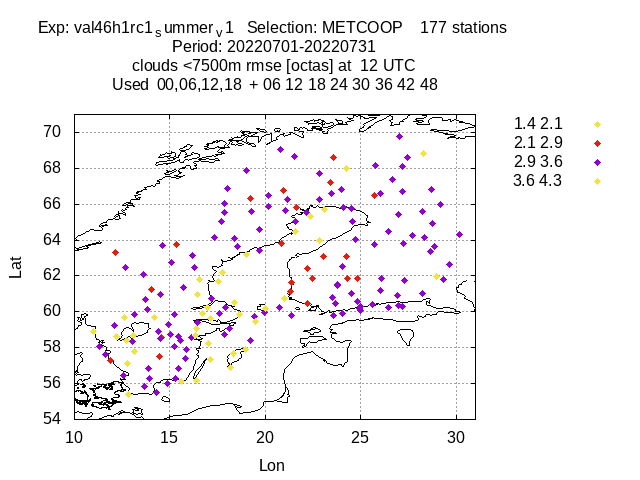 Exp: val46h1rc1summerv1 Selection: METCOOP 177 stations
Period: 20220701-20220731
clouds <7500m rmse [octas] at 12 UTC
Used 00,06,12,18 + 06 12 18 24 30 36 42 48
1.4 2.1
2.1 2.9
2.9 3.6
3.6 4.3
70
68
66
64
62
60
58
56
54
Lat
10 15 20 25 30
Lon